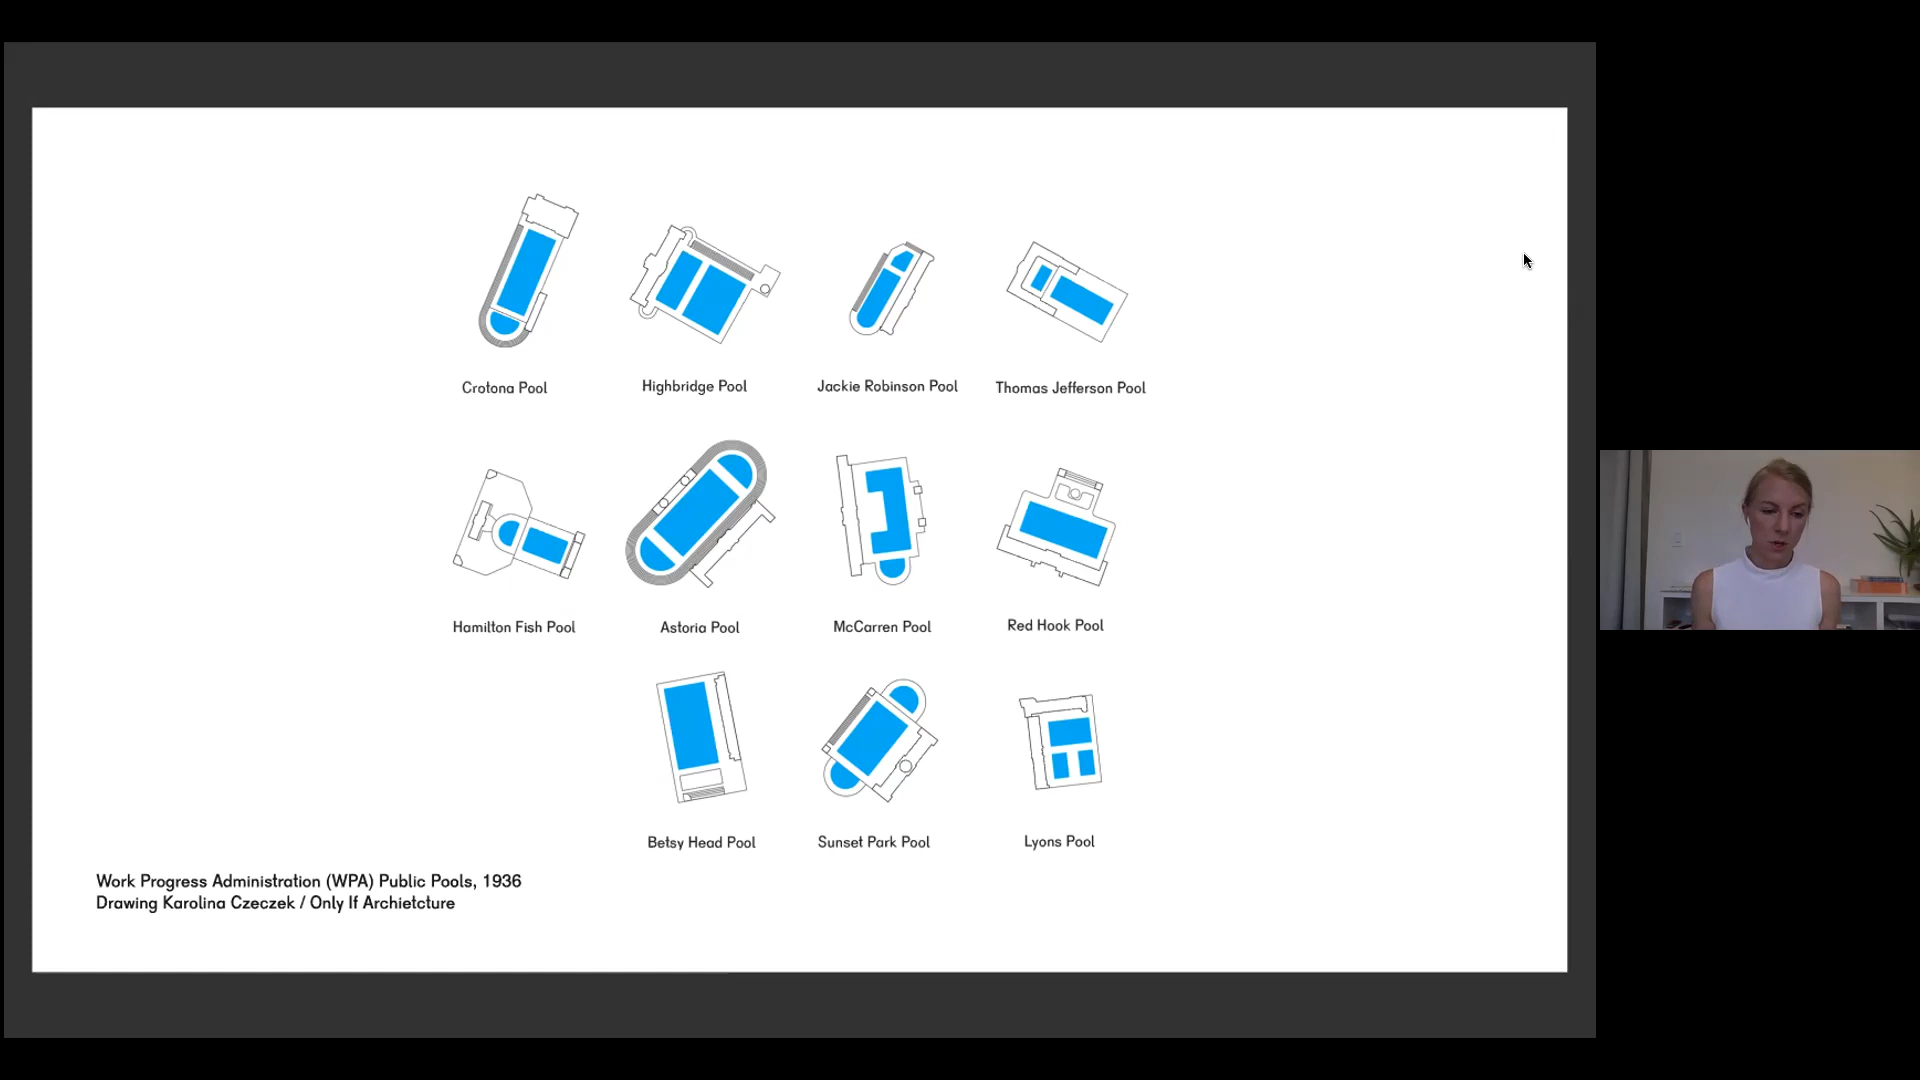 Crotona Pool
Highbridge Pool
Jackie Robinson Pool
Thomas Jefferson Pool
Hamilton Fish Pool
Astoria Pool
McCarren Pool
Red Hook Pool
Betsy Head Pool
Sunset Park Pool
Lyons Pool
Work Progress Administration (WPA) Public Pools, 1936
Drawing Karolina Czeczek / Only If Archietcture